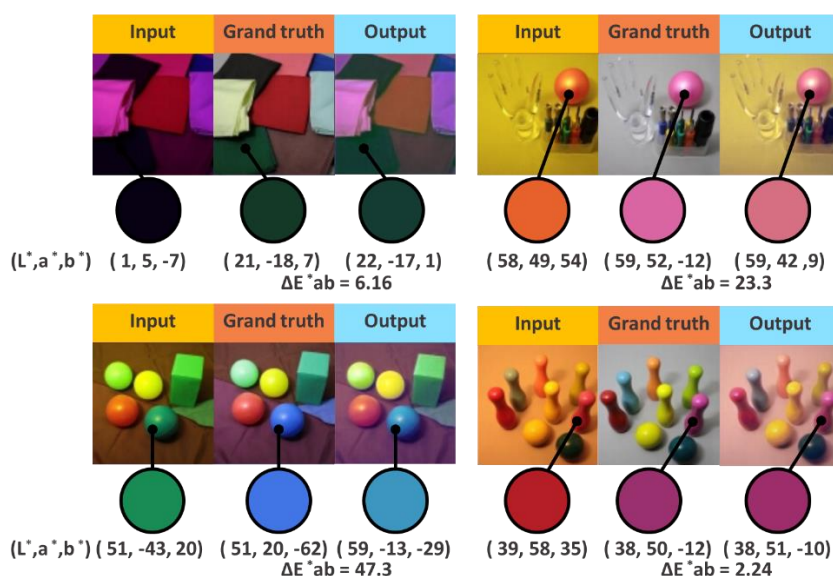 Input Grand truth Output Input Grand truth Output
(L*,a*,b*) ( 1, 5, -7) ( 21, -18, 7) ( 22, -17, 1) ( 58, 49, 54) ( 59, 52, -12) ( 59, 42 ,9)
ΔE*ab = 6.16 ΔE*ab = 23.3
Input Grand truth Output Input Grand truth Output
(L*,a*,b*) ( 51, -43, 20) ( 51, 20, -62) ( 59, -13, -29) ( 39, 58, 35) ( 38, 50, -12) ( 38, 51, -10)
ΔE*ab = 47.3 ΔE*ab = 2.24